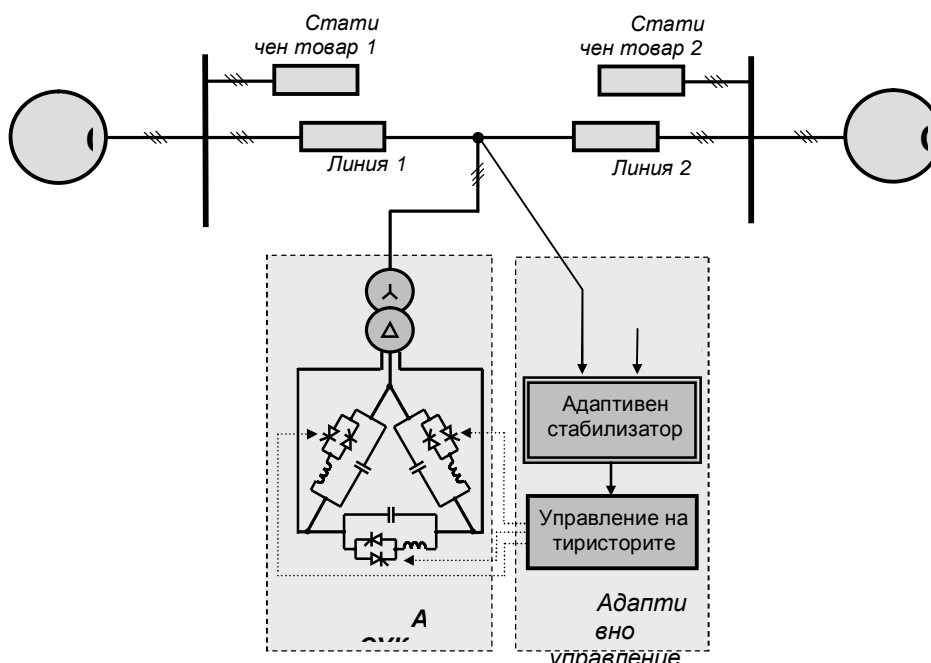 Стати
чен товар 1
Стати
чен товар 2
Линия 1
Линия 2
Адаптивен
стабилизатор
Управление на
тиристорите
А
Адапти
вно
управление